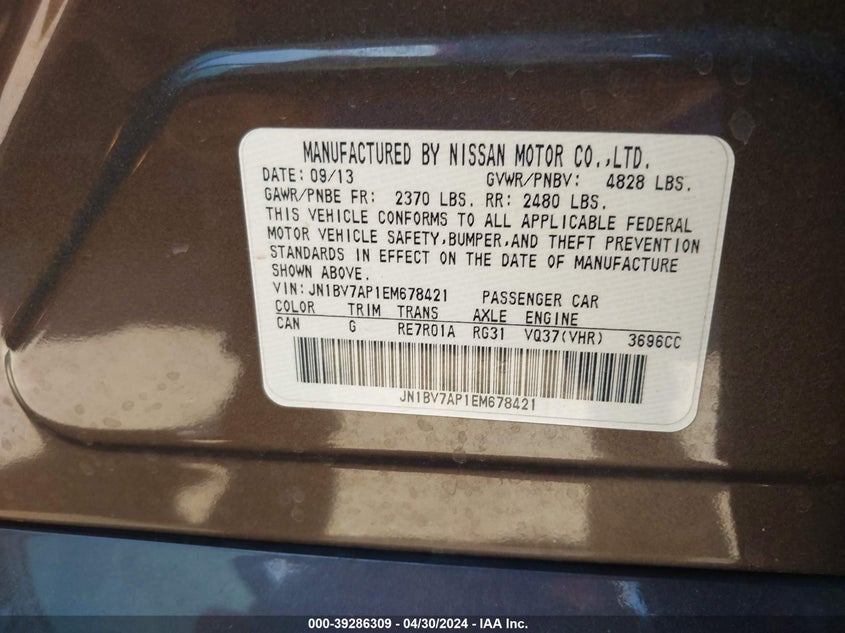 MANUFACTURED BY NISSAN MOTOR CO.,LTD.
DATE: 09/13 GVWR/PNBV: 4828 LBS.
GAWR/PNBE FR: 2370 LBS. RR: 2480 LBS.
THIS VEHICLE CONFORMS TO ALL APPLICABLE FEDERAL
MOTOR VEHICLE SAFETY,BUMPER,AND THEFT PREVENTION
STANDARDS IN EFFECT ON THE DATE OF MANUFACTURE
SHOWN ABOVE.
VIN: JN1BV7AP1EM678421 PASSENGER CAR
COLOR TRIM TRANS AXLE ENGINE
CAN G RE7R01A RG31 VQ37(VHR) 3696CC
JN1BV7AP1EM678421
000-39286309 - 04/30/2024 - IAA Inc.